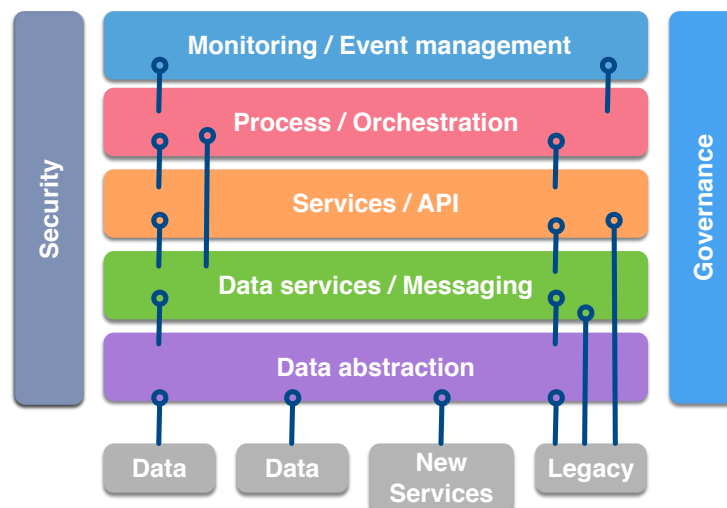 Security
Monitoring / Event management
Process / Orchestration
Services / API
Data services / Messaging
Data abstraction
Governance
Data
Data
New
Services
Legacy